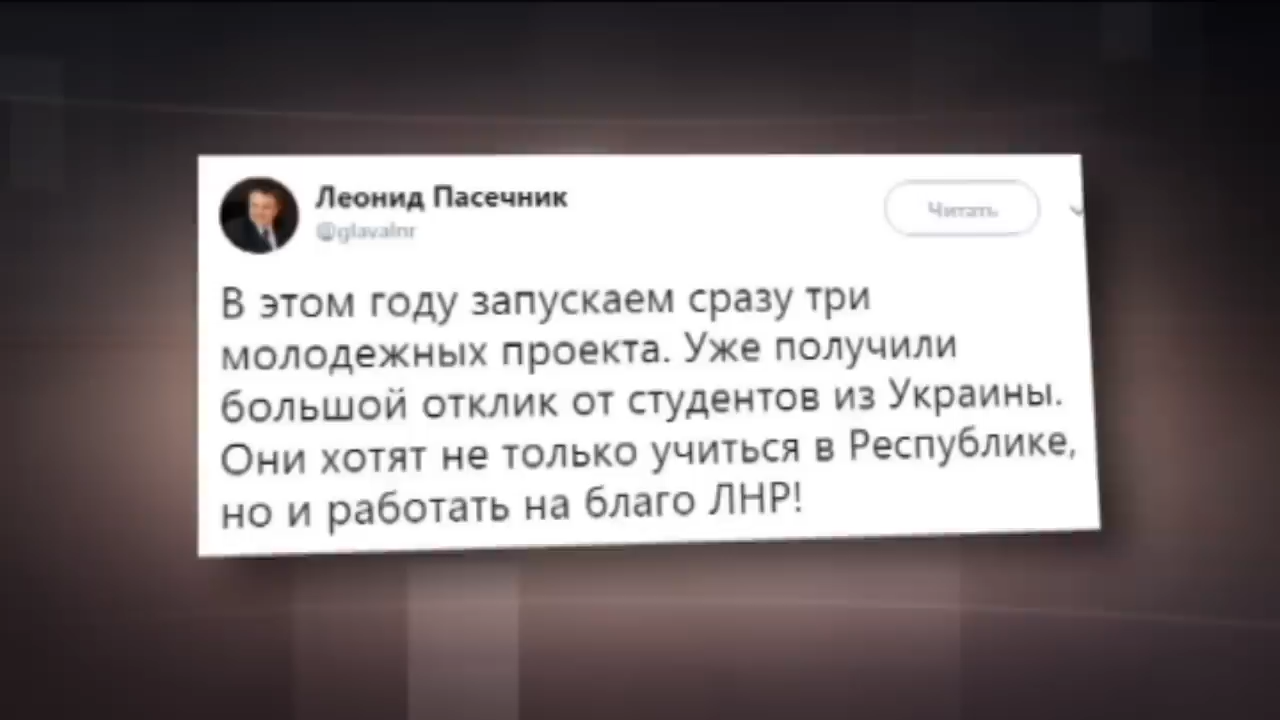 Леонид Пасечник
@glavalnr
Читать
В этом году запускаем сразу три
молодежных проекта. Уже получили
большой отклик от студентов из Украины.
Они хотят не только учиться в Республике,
но и работать на благо ЛНР!